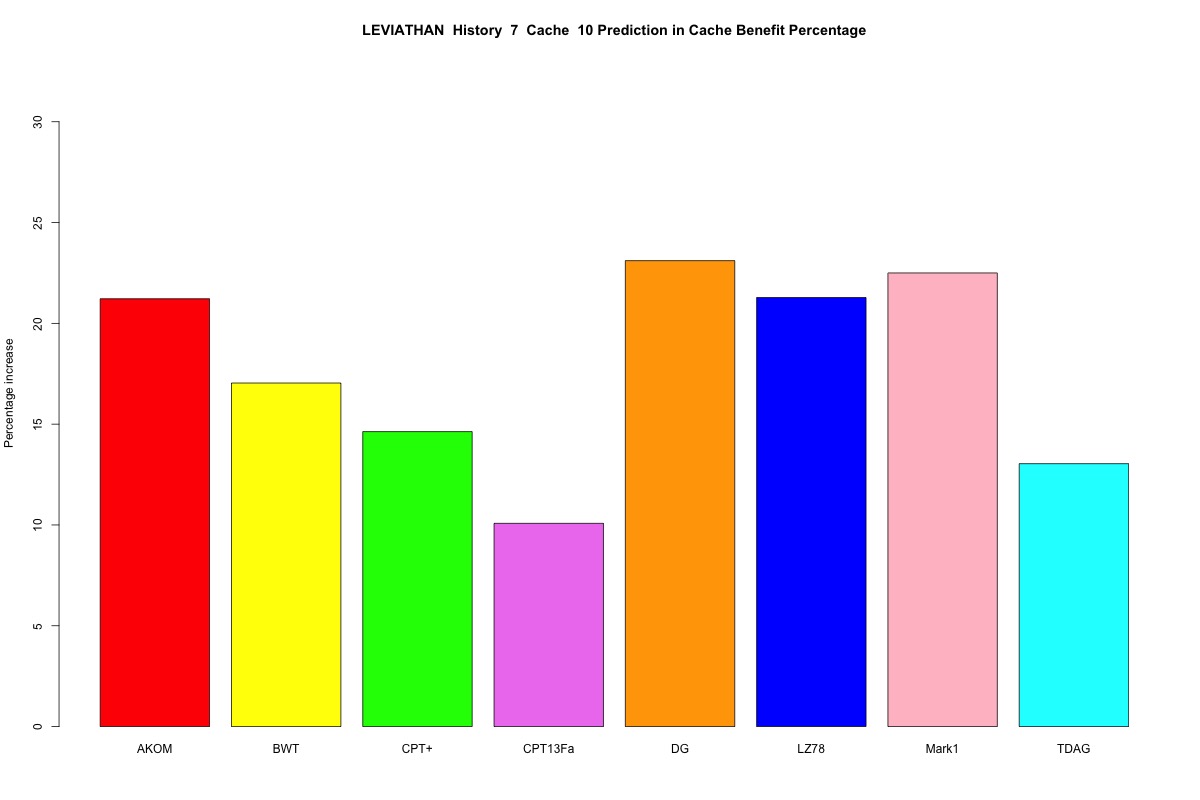 LEVIATHAN  History  7  Cache  10 Prediction in Cache Benefit Percentage
Percentage increase
30
25
20
15
10
5
0
AKOM BWT CPT+ CPT13Fa DG LZ78 Mark1 TDAG